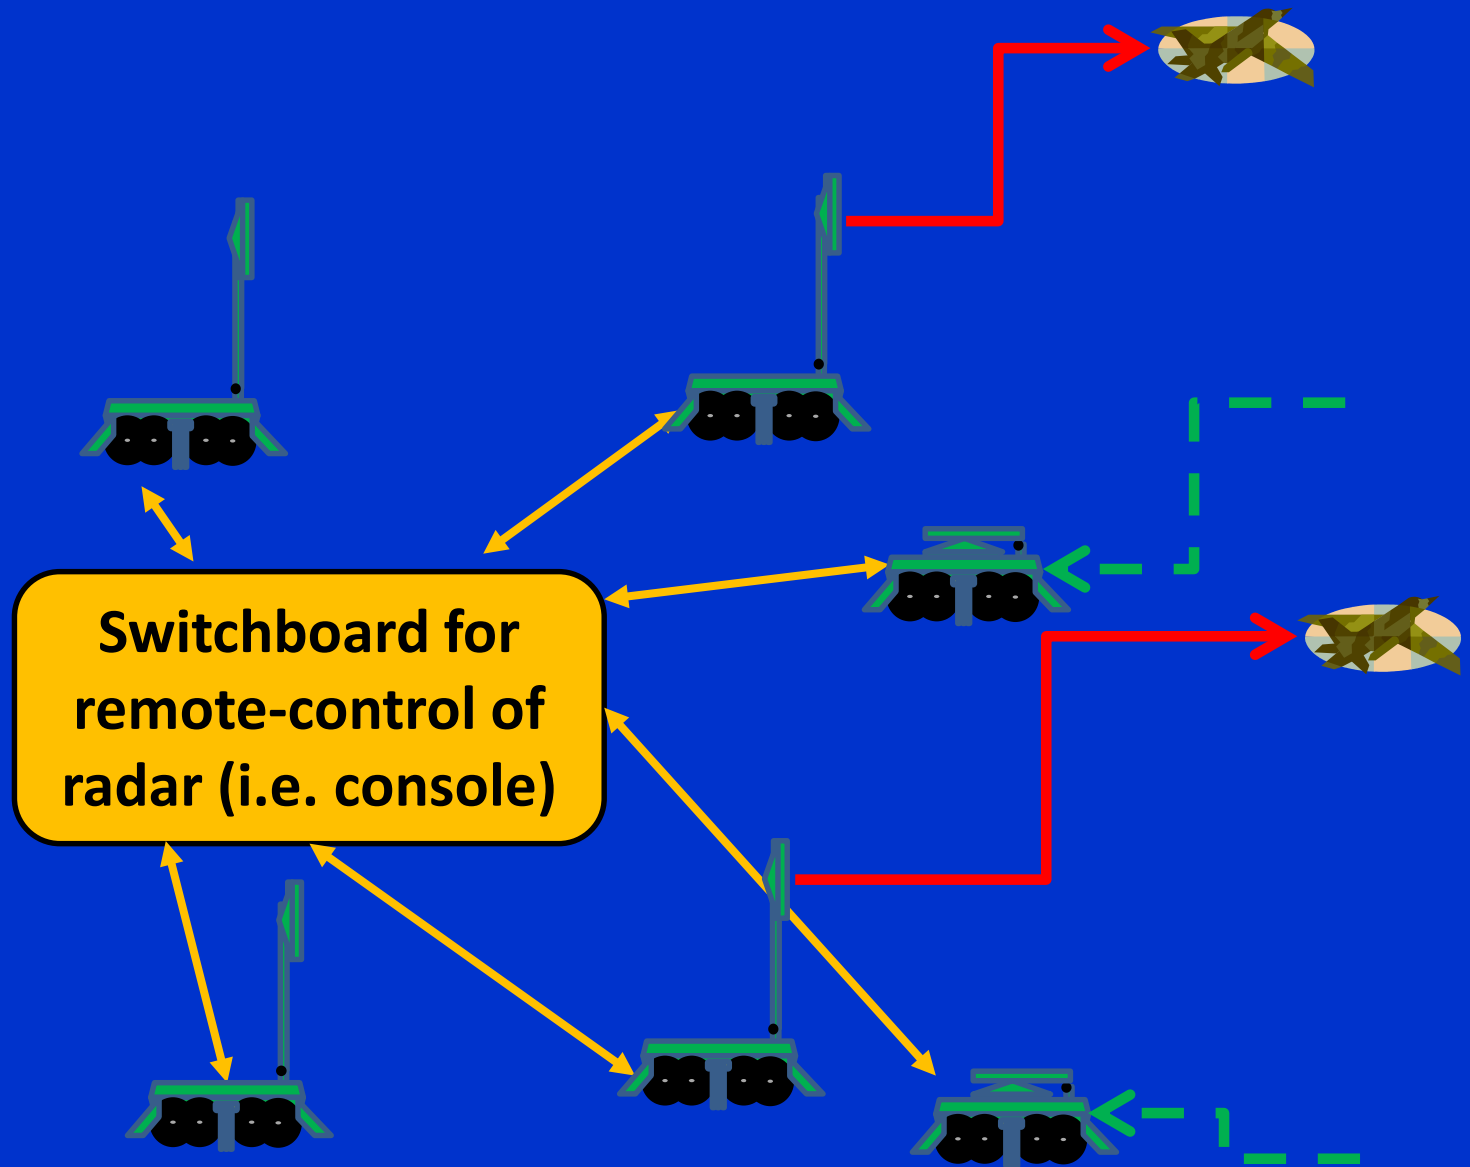 Switchboard for
remote-control of
radar (i.e. console)